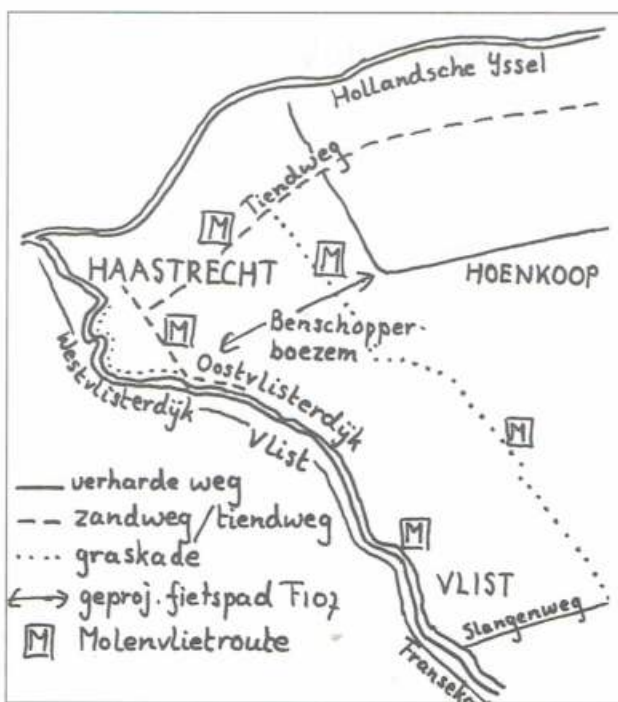 Hollandsche Yssel
Tiendweg
M
HAASTRECHT
M
HOENKOOP
M
Benschopper-
boezem
Westvlisterdijk
Oostvlisterdijk
Vlist
M
M
VLIST
Slangenweg
verharde weg
zandweg/tiendweg
graskade
geproj. fietspad F107
M Molenvlietroute